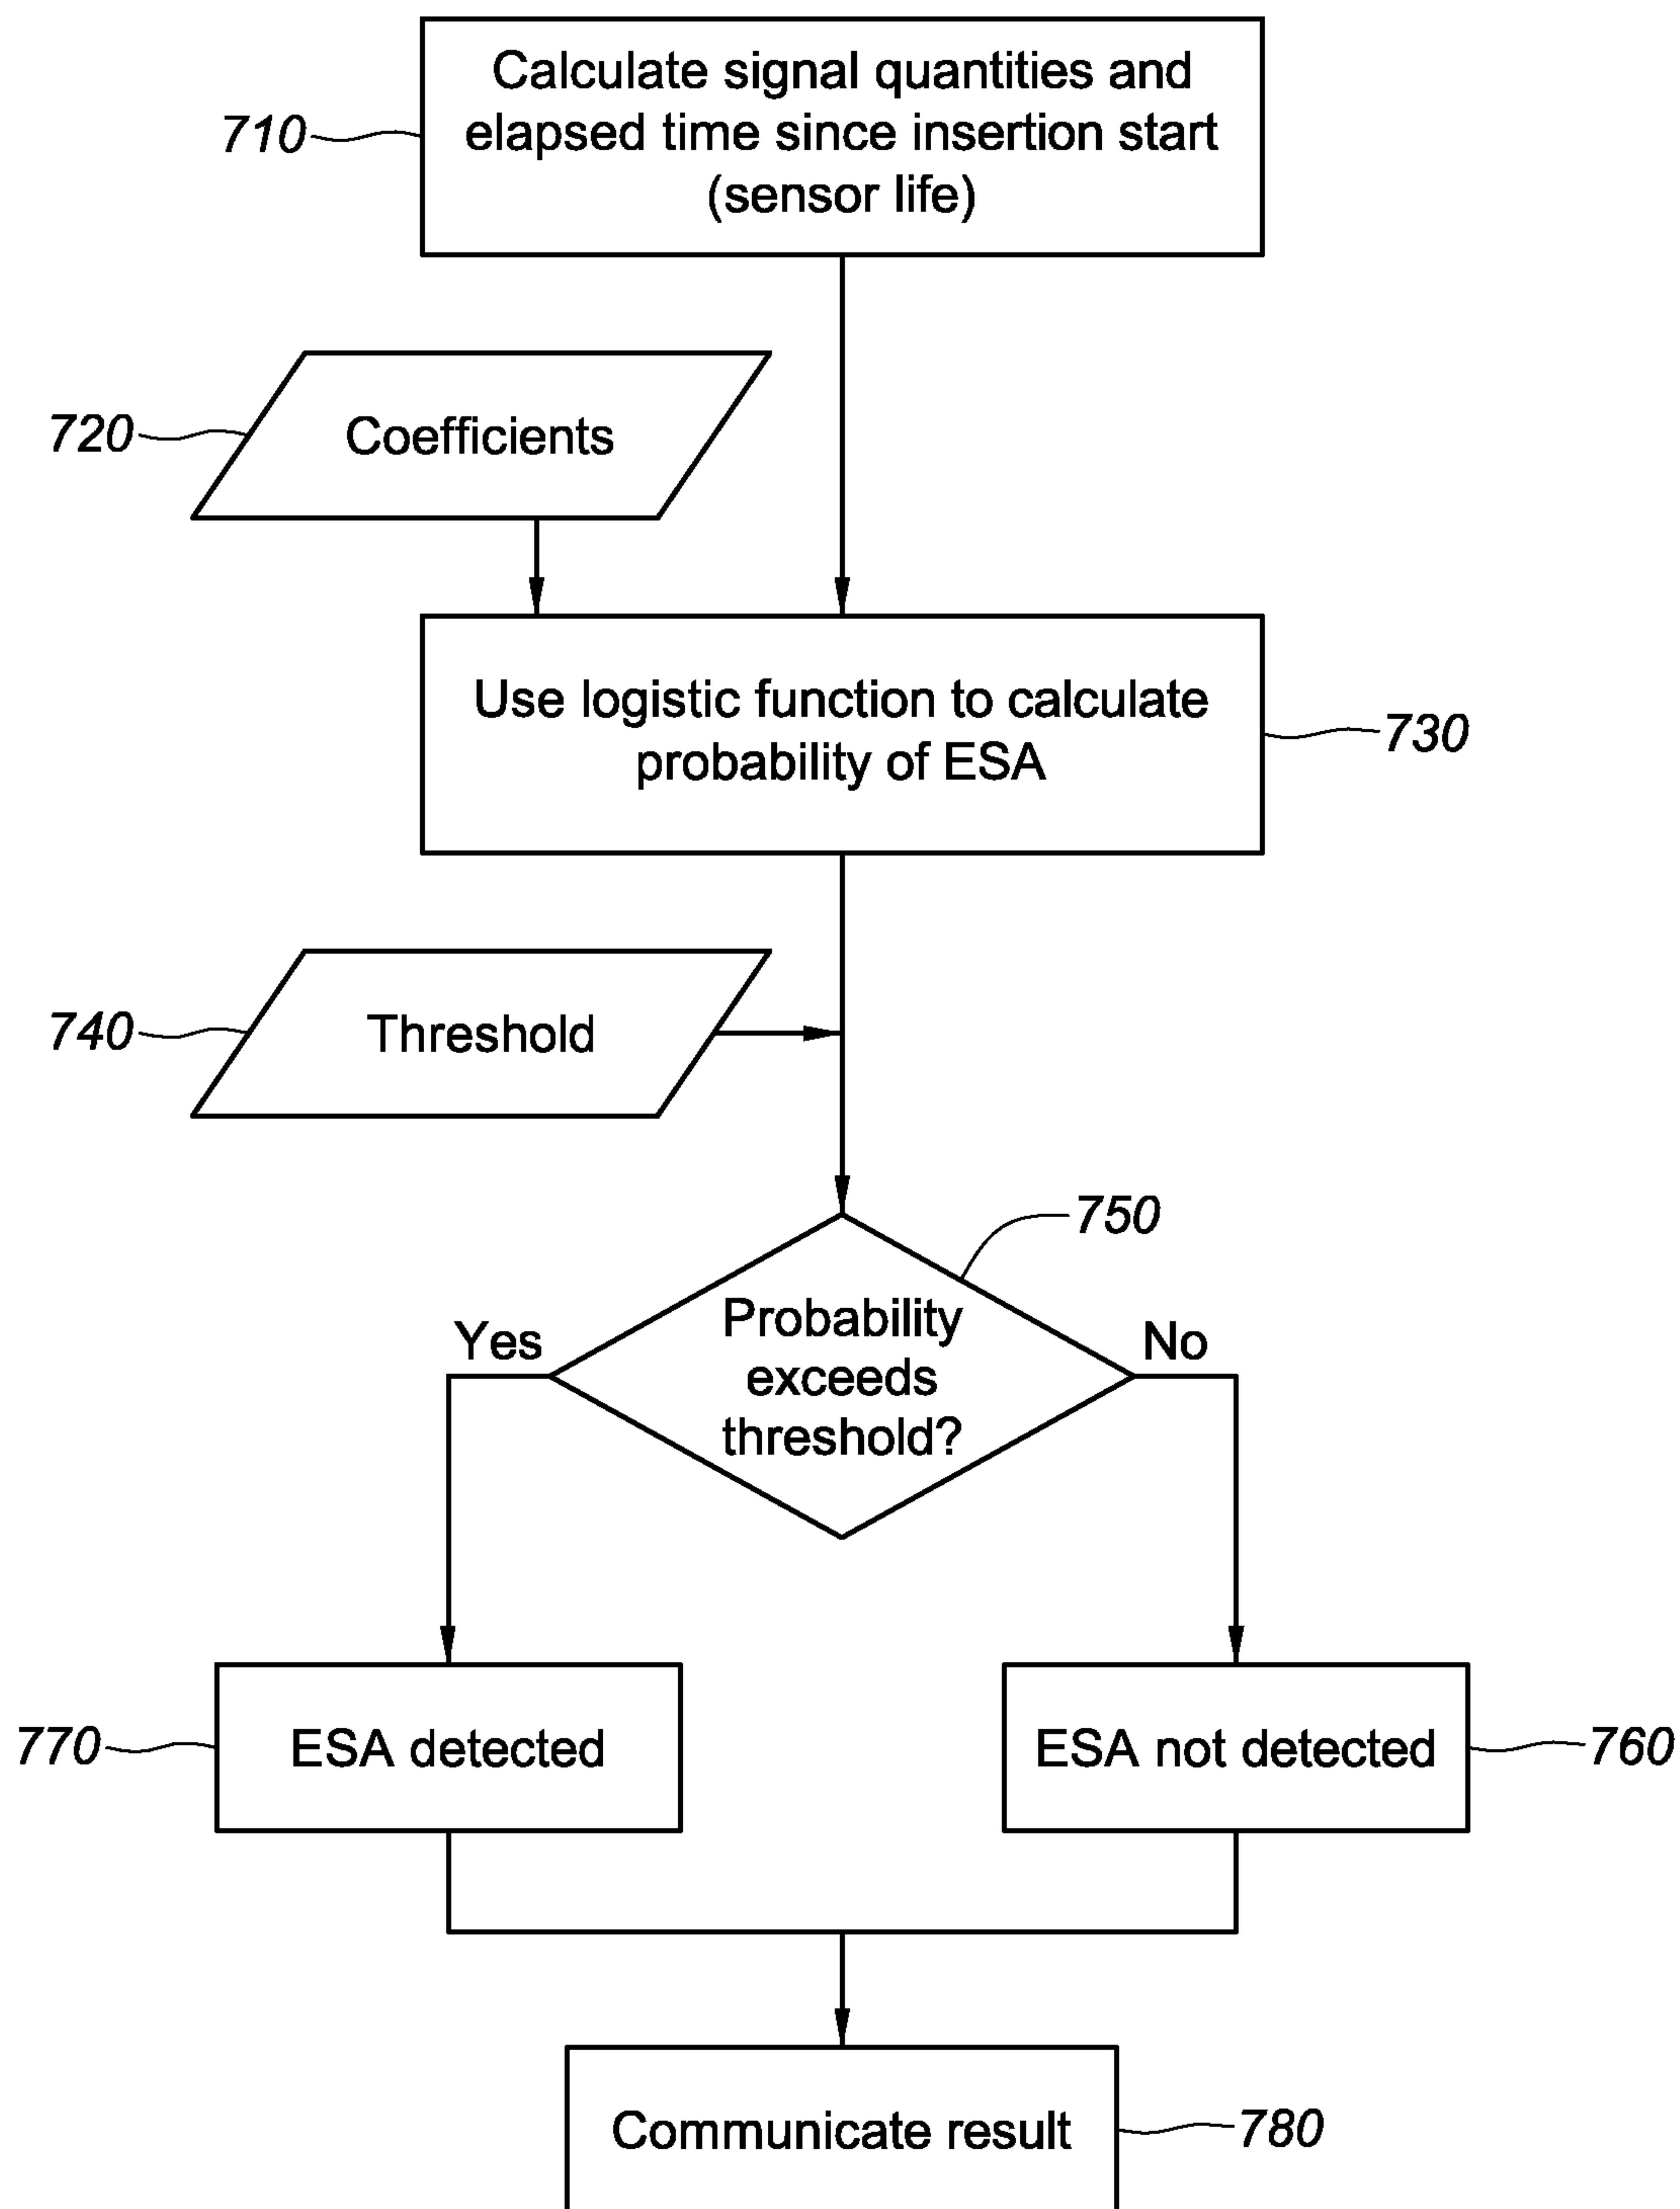 Calculate signal quantities and
elapsed time since insertion start
(sensor life)
710
720
Coefficients
Use logistic function to calculate
probability of ESA
730
740
Threshold
750
Probability
exceeds
threshold?
Yes
No
770
ESA detected
ESA not detected
760
Communicate result
780